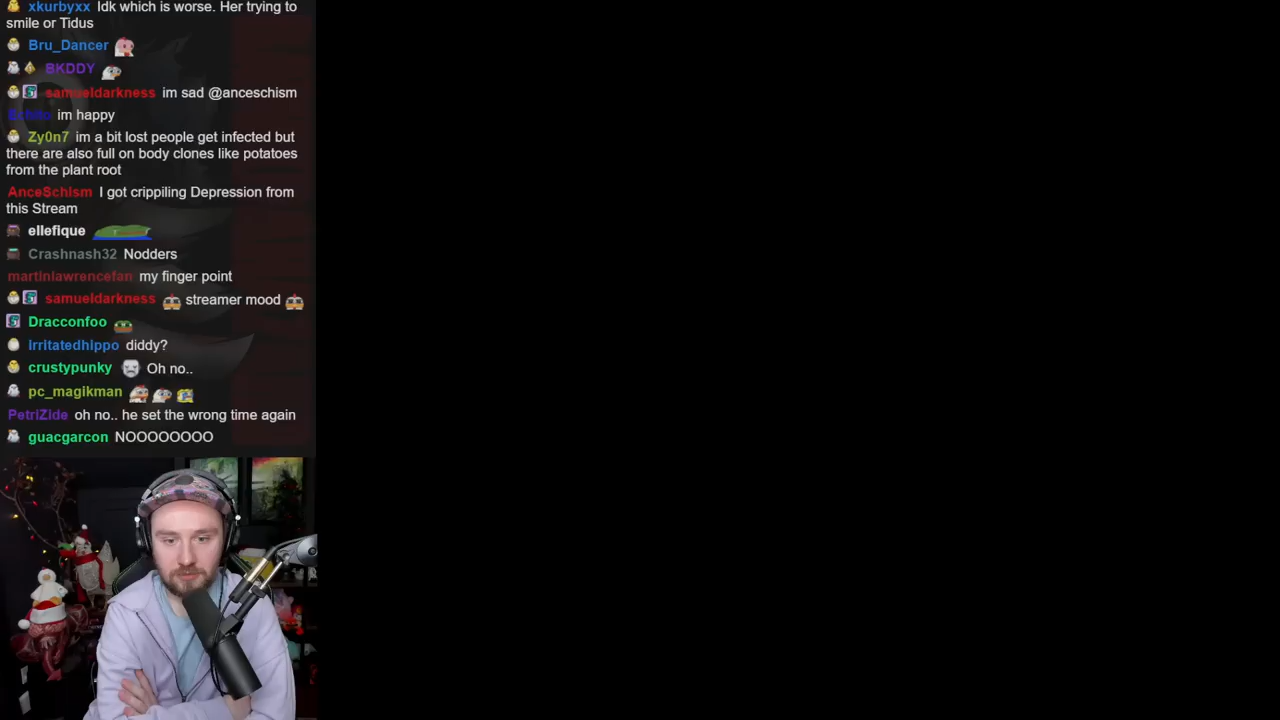 xkurbyxx Idk which is worse. Her trying to
smile or Tidus
Bru_Dancer
BKDDY
samueldarkness im sad @anceschism
im happy
Zy0n7 im a bit lost people get infected but
there are also full on body clones like potatoes
from the plant root
AnceSchism I got crippiling Depression from
this Stream
ellefique
Crashnash32 Nodders
martinlawrencefan my finger point
samueldarkness streamer mood
Dracconfoo
irritatedhippo diddy?
crustypunky Oh no..
pc_magikman
PetriZide oh no.. he set the wrong time again
guacgarcon NOOOOOOOO